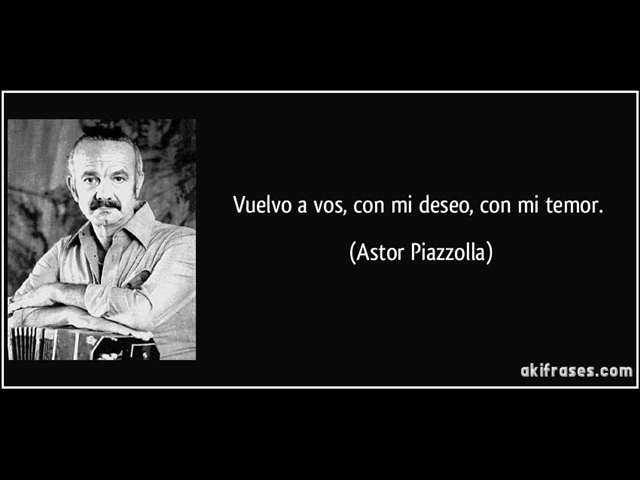 Vuelvo a vos, con mi deseo, con mi temor.
(Astor Piazzolla)
akifrases.com